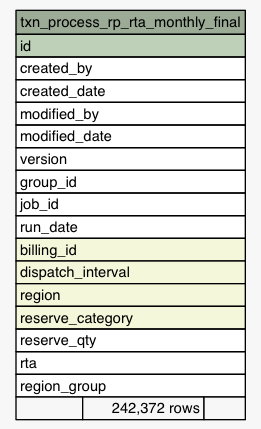 txn_process_rp_rta_monthly_final
id
created_by
created_date
modified_by
modified_date
version
group_id
job_id
run_date
billing_id
dispatch_interval
region
reserve_category
reserve_qty
rta
region_group
242,372 rows